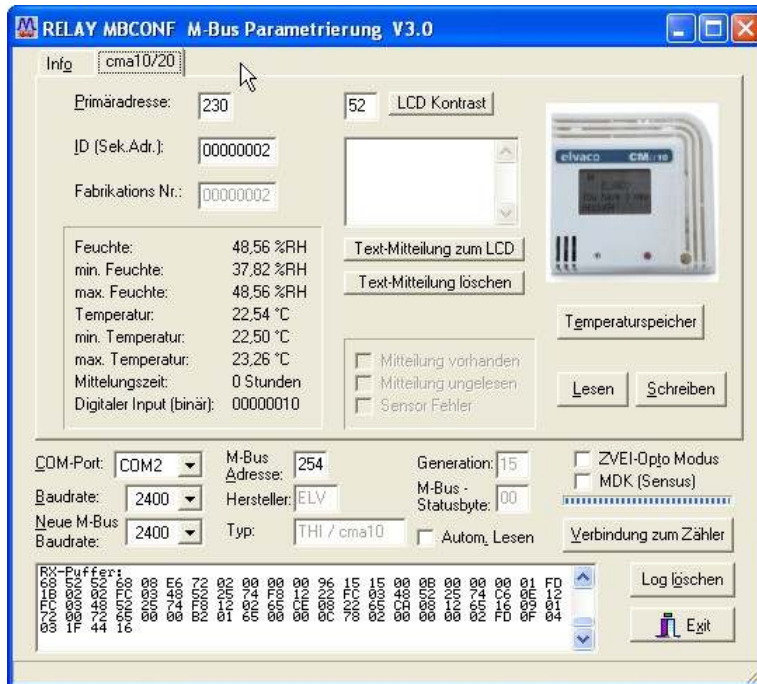 RELAY MBCONF M-Bus Parametrierung V3.0
Info
cma10/20
Primäradresse: 230
52 LCD Kontrast
ID (Sek.Adr.): 00000002
Fabrikations Nr.: 00000002
elvaco CMa10
Feuchte: 48,56 %RH
min. Feuchte: 37,82 %RH
max. Feuchte: 48,56 %RH
Temperatur: 22,54 °C
min. Temperatur: 22,50 °C
max. Temperatur: 23,26 °C
Mittelungszeit: 0 Stunden
Digitaler Input (binär): 00000010
Text-Mitteilung zum LCD
Text-Mitteilung löschen
Mitteilung vorhanden
Mitteilung ungelesen
Sensor Fehler
Temperaturspeicher
Lesen
Schreiben
COM-Port: COM2
Baudrate: 2400
Neue M-Bus
Baudrate: 2400
M-Bus
Adresse: 254
Hersteller: ELV
Typ: THI / cma10
Generation: 15
M-Bus -
Statusbyte: 00
Autom. Lesen
ZVEI-Opto Modus
MDK (Sensus)
Verbindung zum Zähler
RX-Puffer:
68 52 52 68 08 E6 72 02 00 00 00 96 15 15 00 0B 00 00 00 01 FD
1B 02 02 FC 03 48 52 25 74 F8 12 22 FC 03 48 52 25 74 C6 0E 12
FC 03 48 52 25 74 F8 12 02 65 CE 08 22 65 CA 08 12 65 16 09 01
72 00 72 65 00 00 B2 01 65 00 00 0C 78 02 00 00 00 02 FD 0F 04
03 1F 44 16
Log löschen
Exit